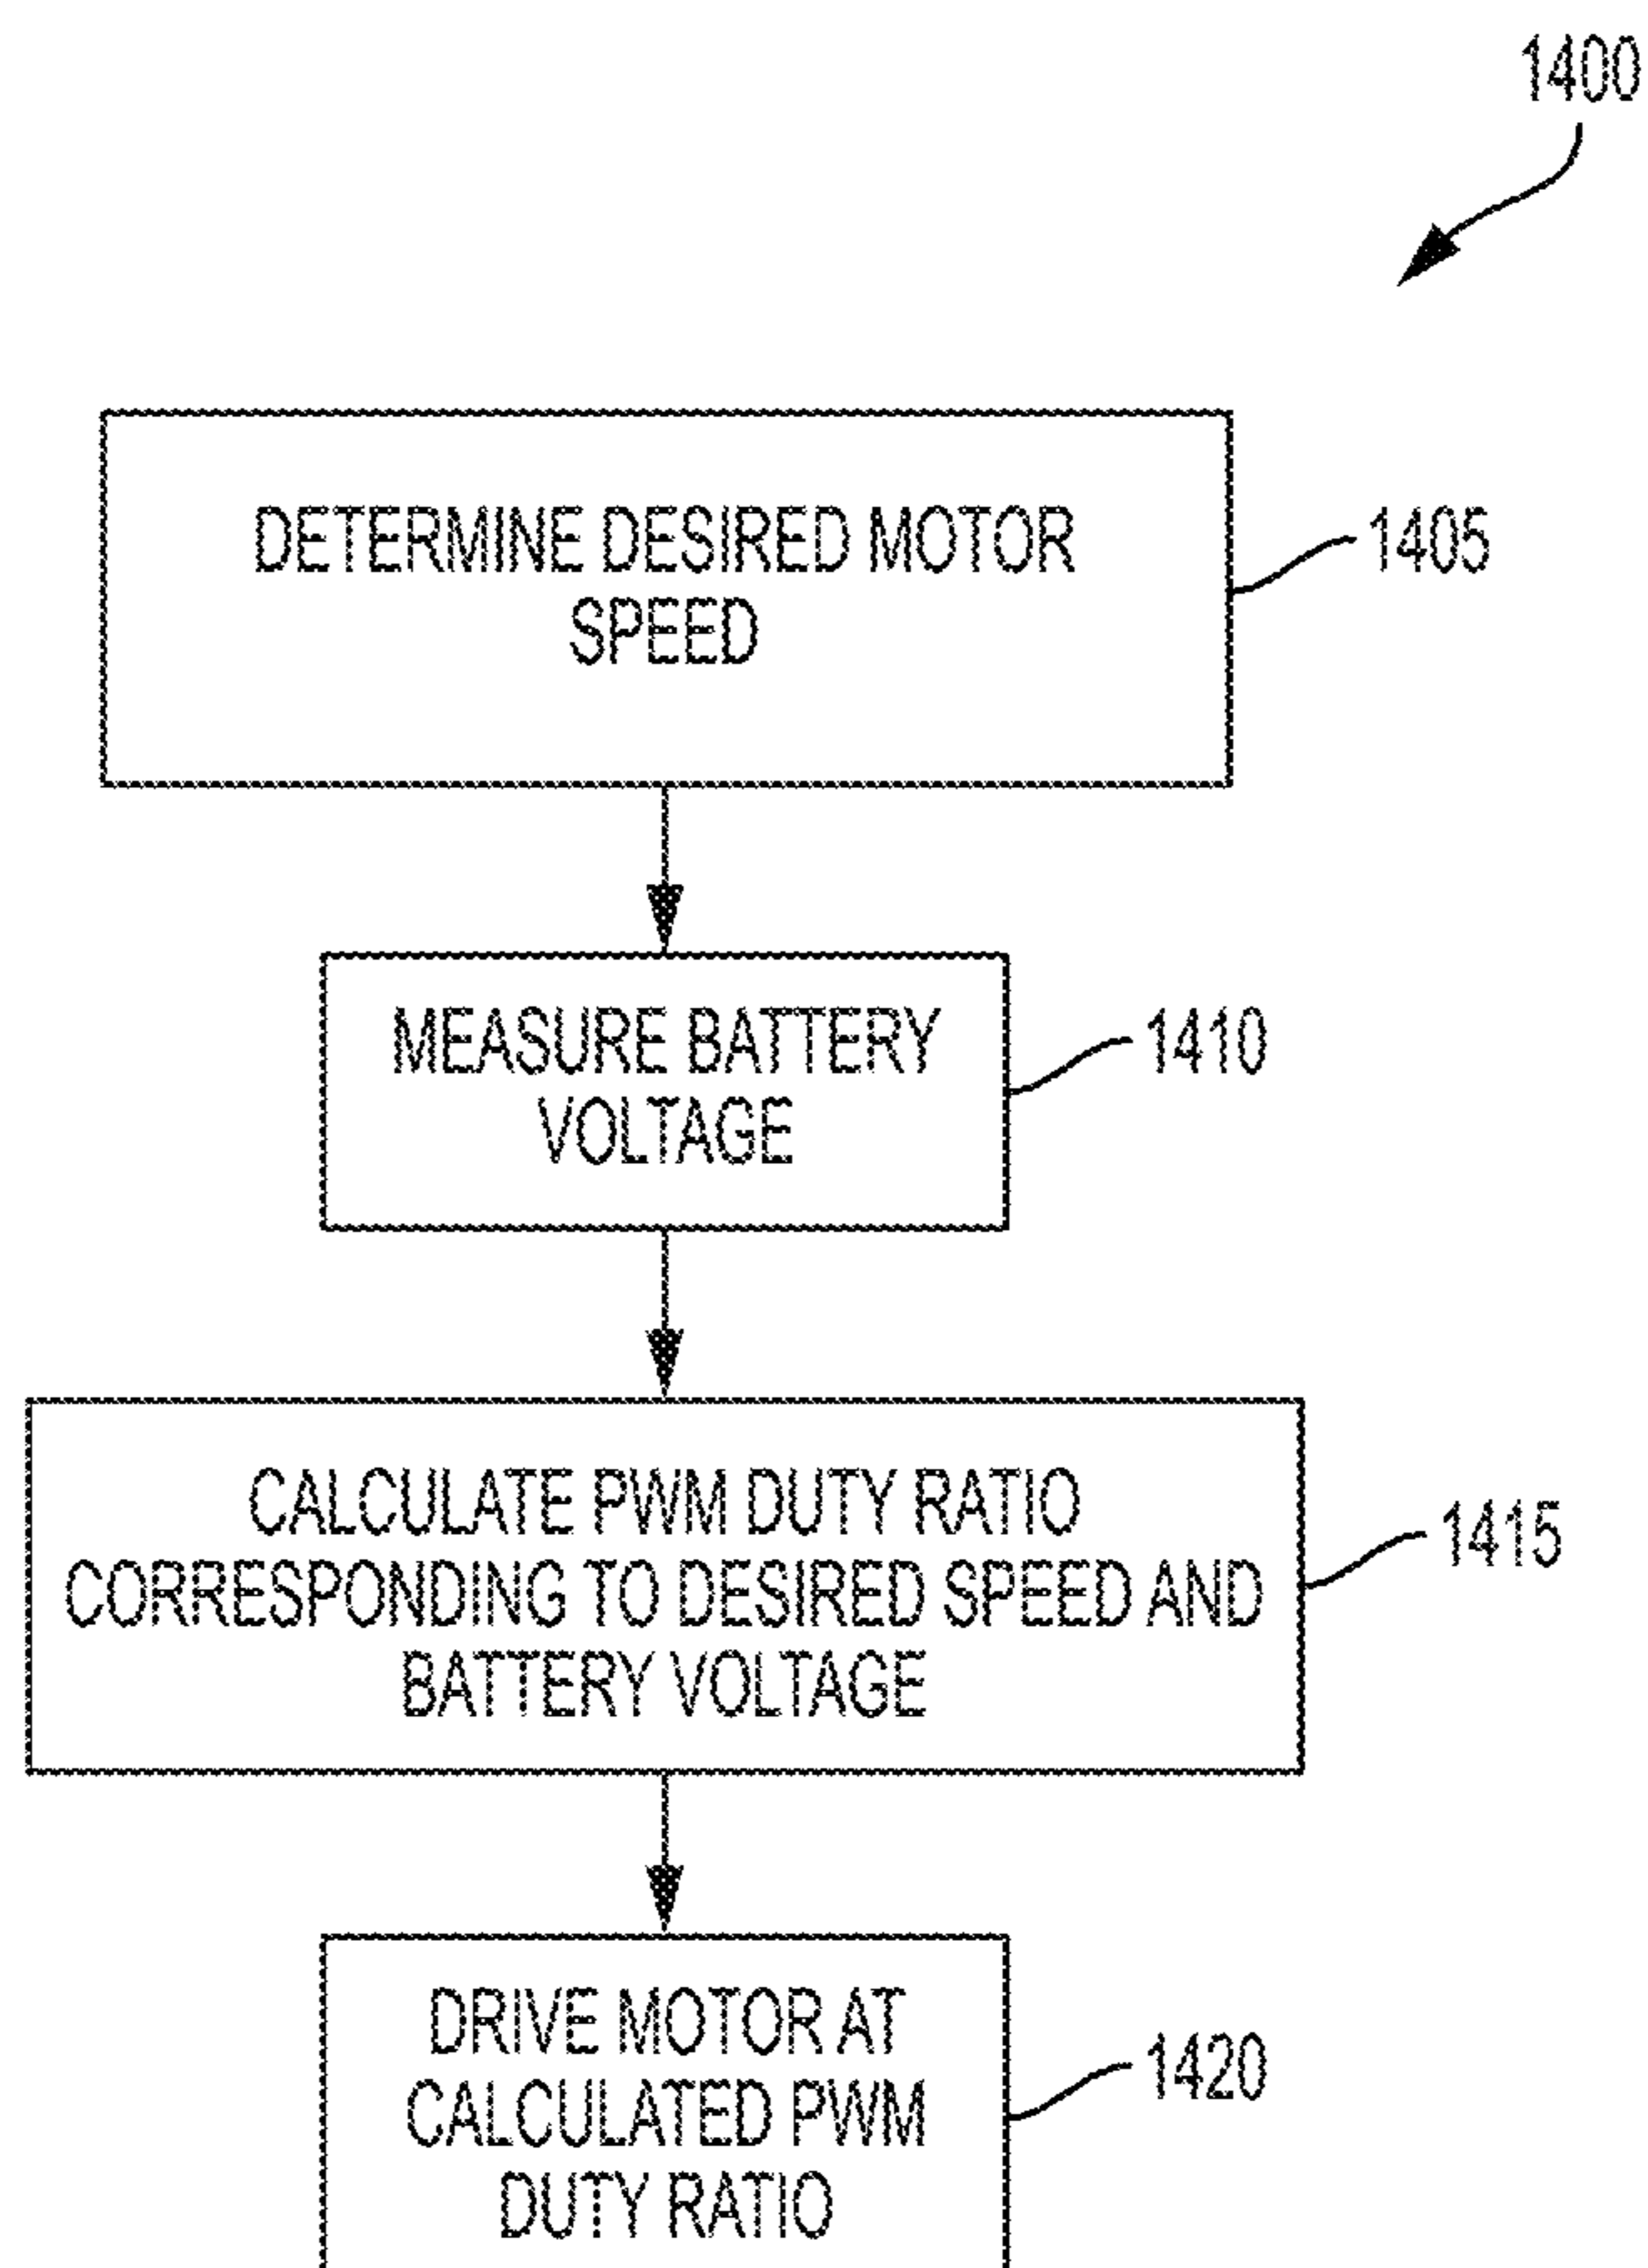 1400
DETERMINE DESIRED MOTOR
SPEED
1405
MEASURE BATTERY
VOLTAGE
1410
CALCULATE PWM DUTY RATIO
CORRESPONDING TO DESIRED SPEED AND
BATTERY VOLTAGE
1415
DRIVE MOTOR AT
CALCULATED PWM
DUTY RATIO
1420